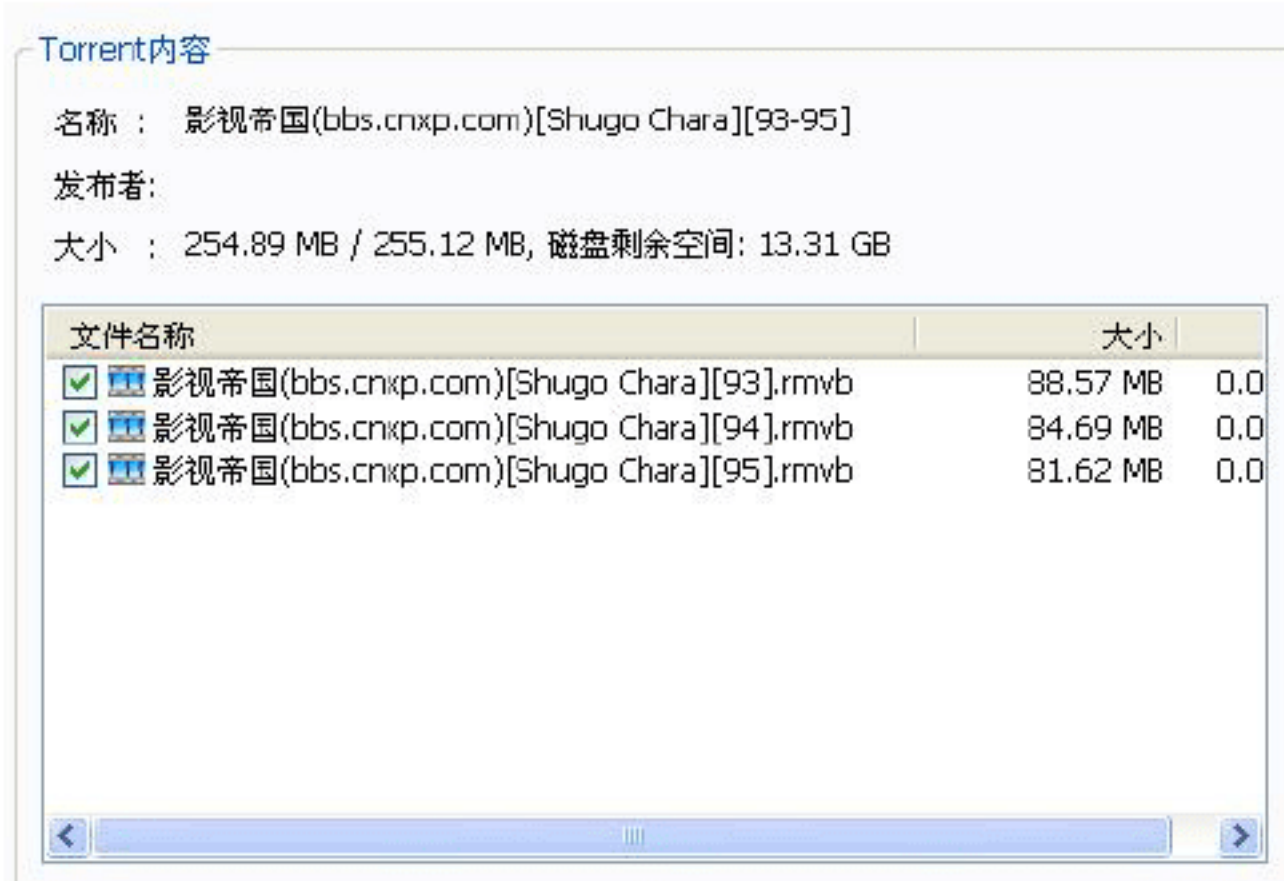 Torrent内容
名称 : 影视帝国(bbs.cnxp.com)[Shugo Chara][93-95]
发布者:
大小 : 254.89 MB / 255.12 MB, 磁盘剩余空间: 13.31 GB
文件名称 大小
影视帝国(bbs.cnxp.com)[Shugo Chara][93].rmvb 88.57 MB 0.0
影视帝国(bbs.cnxp.com)[Shugo Chara][94].rmvb 84.69 MB 0.0
影视帝国(bbs.cnxp.com)[Shugo Chara][95].rmvb 81.62 MB 0.0